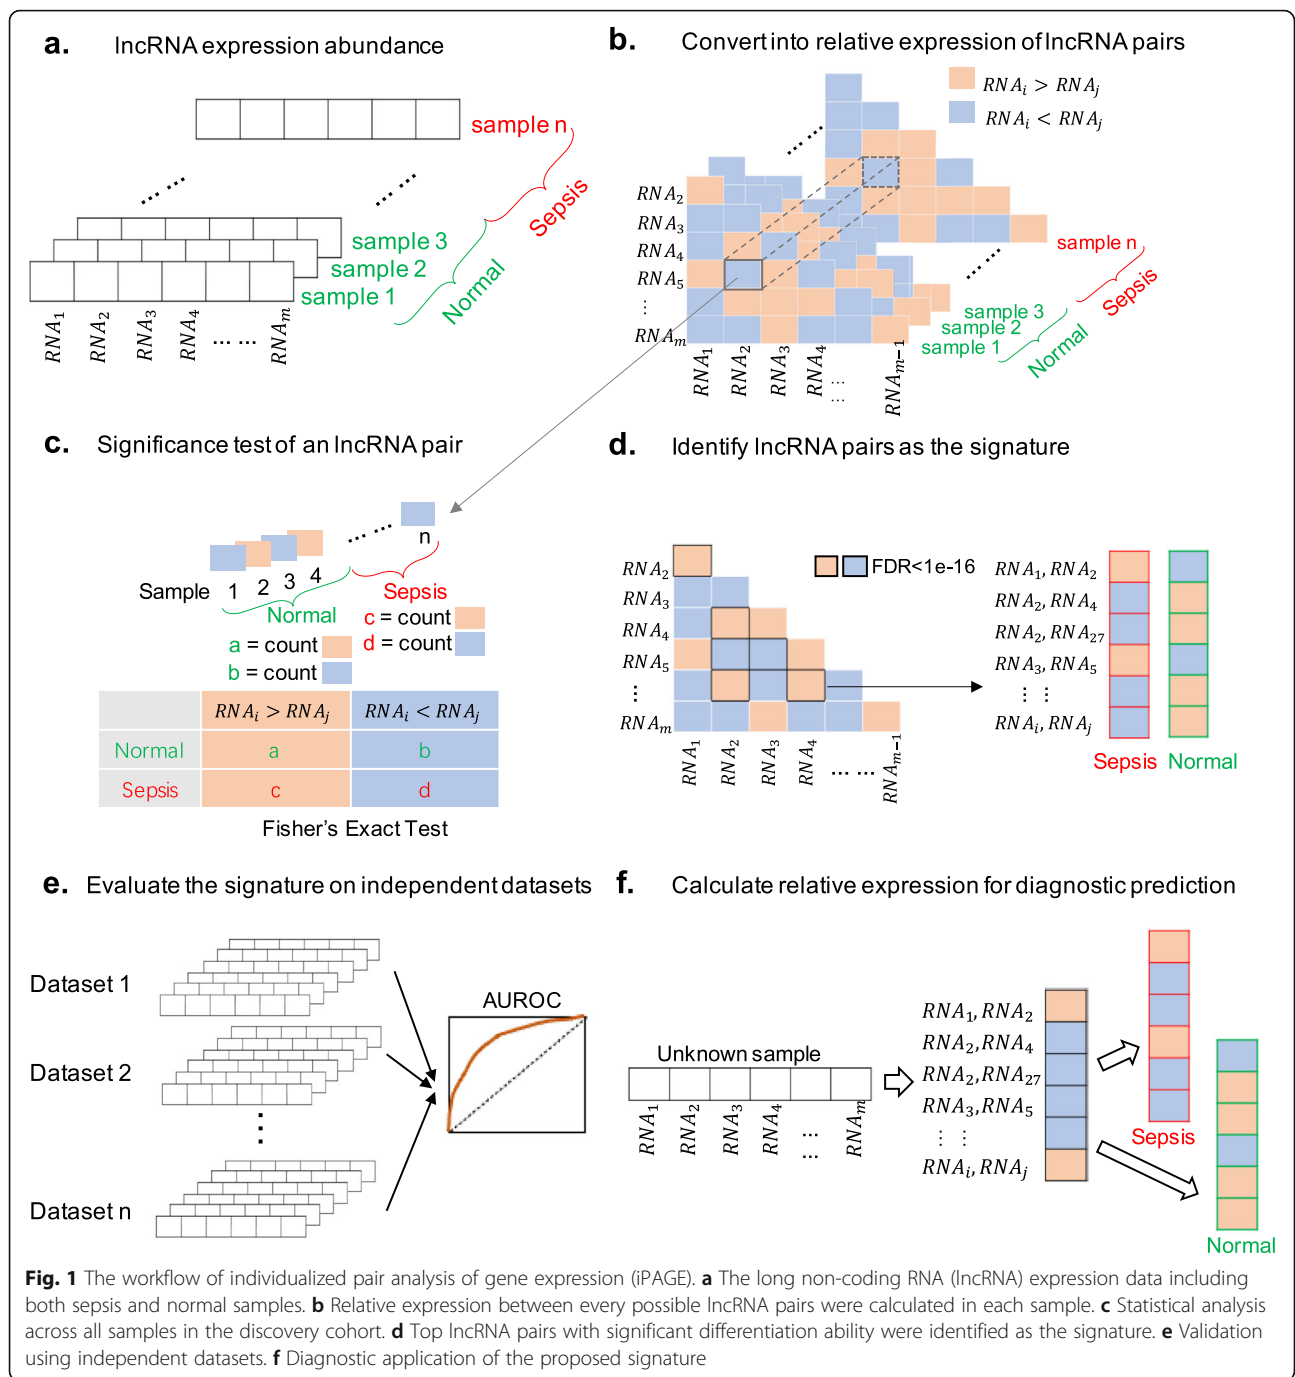 a. lncRNA expression abundance
sample n
Sepsis
sample 3
sample 2
sample 1
Normal
RNA₁ RNA₂ RNA₃ RNA₄ ... ... RNAₘ
b. Convert into relative expression of lncRNA pairs
RNAᵢ > RNAⱼ
RNAᵢ < RNAⱼ
RNA₂
RNA₃
RNA₄
RNA₅
⋮
RNAₘ
RNA₁ RNA₂ RNA₃ RNA₄ ... ... RNAₘ₋₁
sample n
Sepsis
sample 3
sample 2
sample 1
Normal
c. Significance test of an lncRNA pair
n
Sample 1 2 3 4
Sepsis
Normal
c = count
a = count
d = count
b = count
RNAᵢ > RNAⱼ RNAᵢ < RNAⱼ
Normal a b
Sepsis c d
Fisher's Exact Test
d. Identify lncRNA pairs as the signature
FDR<1e-16
RNA₂
RNA₃
RNA₄
RNA₅
⋮
RNAₘ
RNA₁ RNA₂ RNA₃ RNA₄ ... ... RNAₘ₋₁
RNA₁, RNA₂
RNA₂, RNA₄
RNA₂, RNA₂₇
RNA₃, RNA₅
⋮ ⋮
RNAᵢ, RNAⱼ
Sepsis Normal
e. Evaluate the signature on independent datasets
Dataset 1
AUROC
Dataset 2
⋮
Dataset n
f. Calculate relative expression for diagnostic prediction
Unknown sample
RNA₁ RNA₂ RNA₃ RNA₄ ... ... RNAₘ
RNA₁, RNA₂
RNA₂, RNA₄
RNA₂, RNA₂₇
RNA₃, RNA₅
⋮ ⋮
RNAᵢ, RNAⱼ
Sepsis
Normal
Fig. 1 The workflow of individualized pair analysis of gene expression (iPAGE). a The long non-coding RNA (lncRNA) expression data including
both sepsis and normal samples. b Relative expression between every possible lncRNA pairs were calculated in each sample. c Statistical analysis
across all samples in the discovery cohort. d Top lncRNA pairs with significant differentiation ability were identified as the signature. e Validation
using independent datasets. f Diagnostic application of the proposed signature